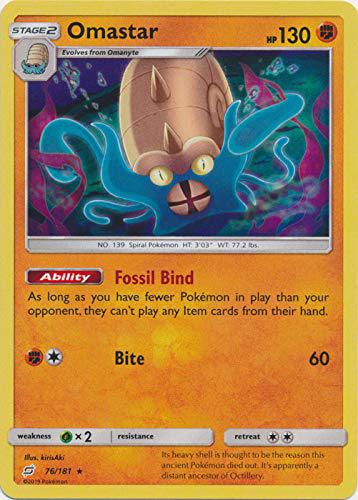 STAGE2 Omastar HP 130
Evolves from Omanyte
NO. 139 Spiral Pokémon HT: 3'03" WT: 77.2 lbs.
Ability Fossil Bind
As long as you have fewer Pokémon in play than your
opponent, they can't play any Item cards from their hand.
Bite 60
weakness ×2 resistance retreat
Illus. kirisAki
76/181 ★
©2019 Pokémon
Its heavy shell is thought to be the reason this
ancient Pokémon died out. It's apparently a
distant ancestor of Octillery.